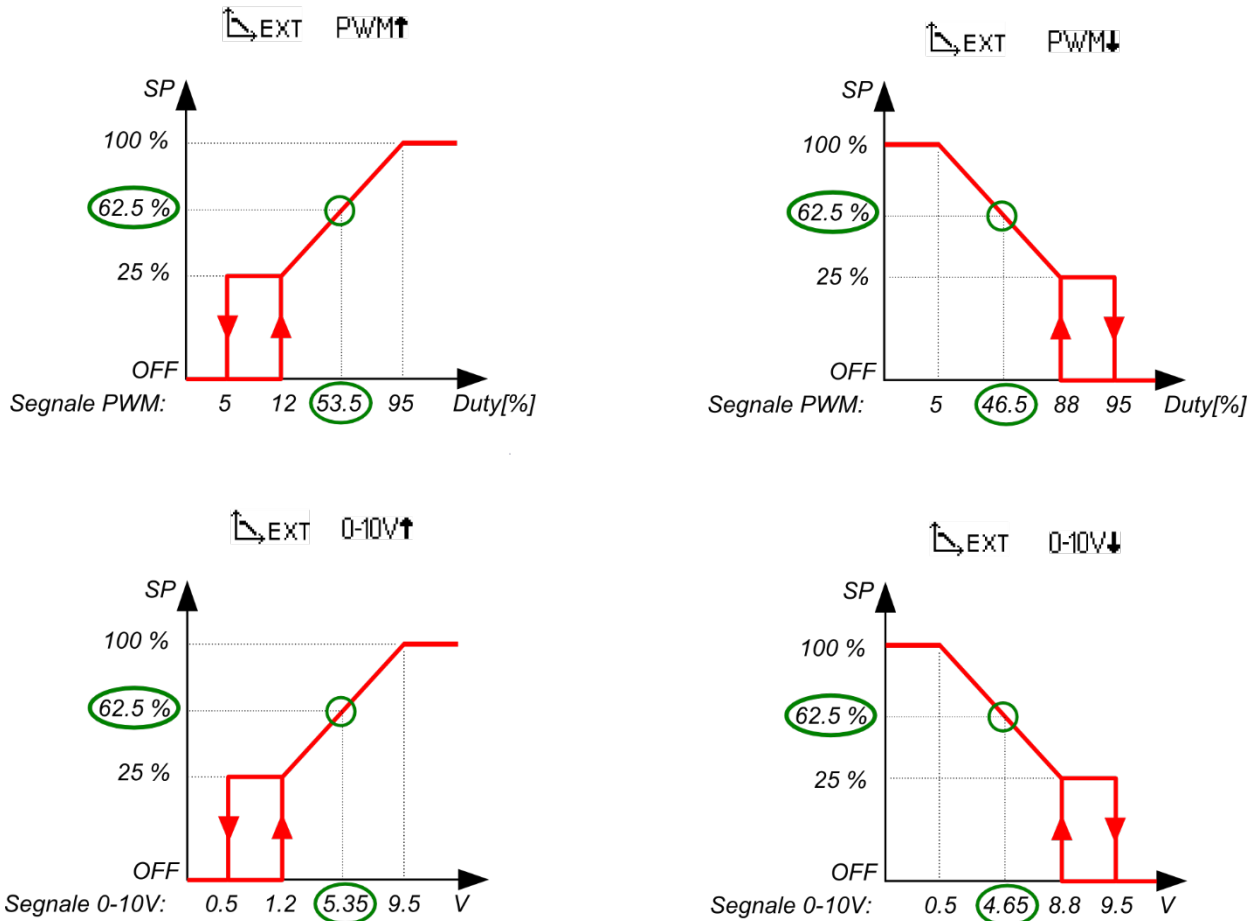 EXT PWM↑
SP
100 %
62.5 %
25 %
OFF
Segnale PWM: 5 12 53.5 95 Duty[%]
EXT PWM↓
SP
100 %
62.5 %
25 %
OFF
Segnale PWM: 5 46.5 88 95 Duty[%]
EXT 0-10V↑
SP
100 %
62.5 %
25 %
OFF
Segnale 0-10V: 0.5 1.2 5.35 9.5 V
EXT 0-10V↓
SP
100 %
62.5 %
25 %
OFF
Segnale 0-10V: 0.5 4.65 8.8 9.5 V